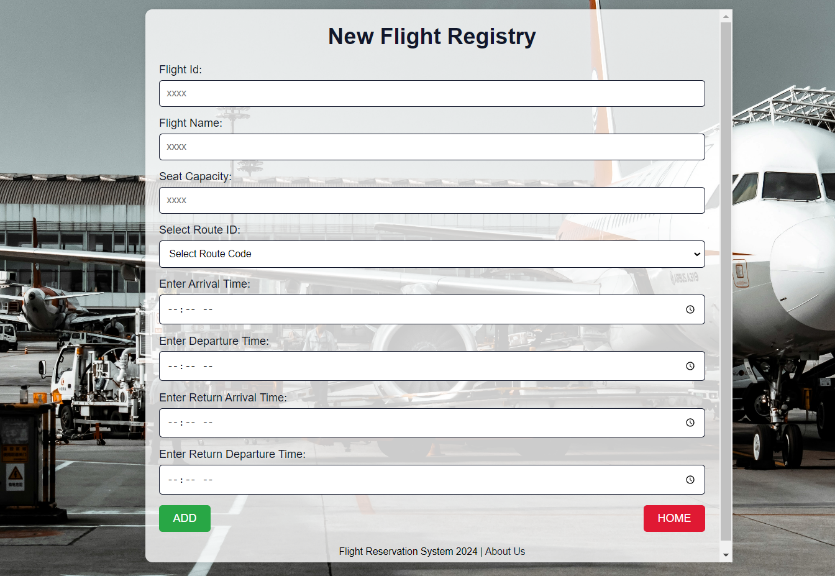 New Flight Registry
Flight Id:
xxxx
Flight Name:
xxxx
Seat Capacity:
xxxx
Select Route ID:
Select Route Code
Enter Arrival Time:
--:-- --
Enter Departure Time:
--:-- --
Enter Return Arrival Time:
--:-- --
Enter Return Departure Time:
--:-- --
ADD HOME
Flight Reservation System 2024 | About Us